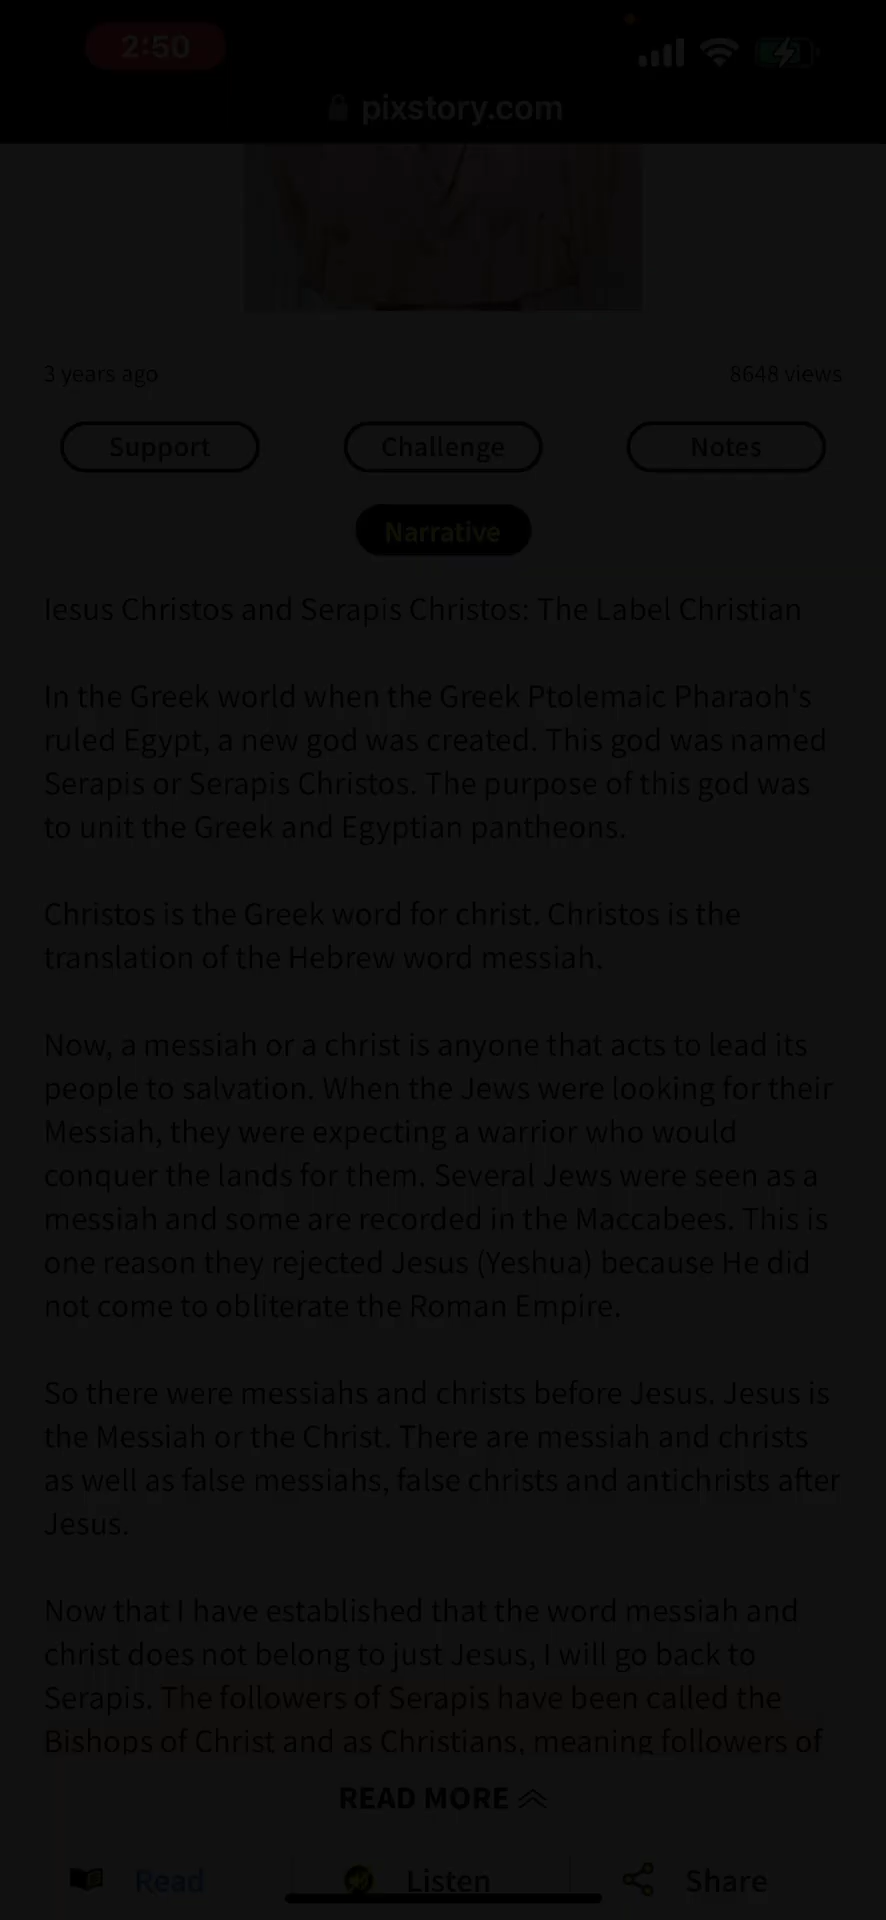 2:50
pixstory.com
3 years ago
8648 views
Support
Challenge
Notes
Narrative
Iesus Christos and Serapis Christos: The Label Christian
In the Greek world when the Greek Ptolemaic Pharaoh's
ruled Egypt, a new god was created. This god was named
Serapis or Serapis Christos. The purpose of this god was
to unit the Greek and Egyptian pantheons.
Christos is the Greek word for christ. Christos is the
translation of the Hebrew word messiah.
Now, a messiah or a christ is anyone that acts to lead its
people to salvation. When the Jews were looking for their
Messiah, they were expecting a warrior who would
conquer the lands for them. Several Jews were seen as a
messiah and some are recorded in the Maccabees. This is
one reason they rejected Jesus (Yeshua) because He did
not come to obliterate the Roman Empire.
So there were messiahs and christs before Jesus. Jesus is
the Messiah or the Christ. There are messiah and christs
as well as false messiahs, false christs and antichrists after
Jesus.
Now that I have established that the word messiah and
christ does not belong to just Jesus, I will go back to
Serapis. The followers of Serapis have been called the
Bishops of Christ and as Christians, meaning followers of
READ MORE
Read
Listen
Share